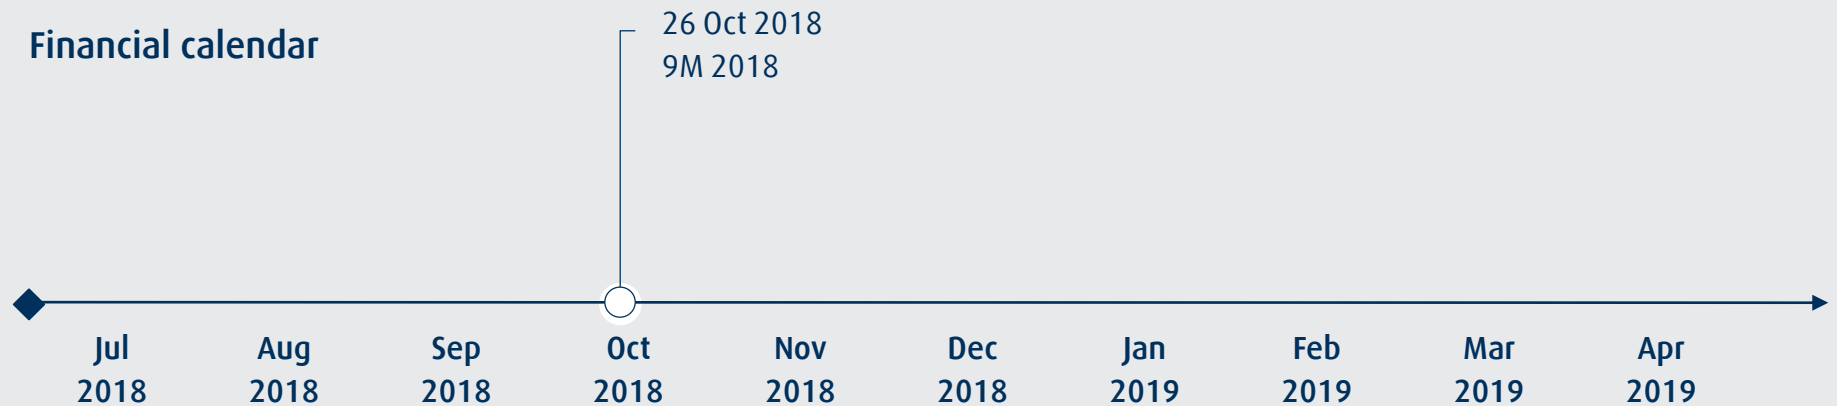 Financial calendar
26 Oct 2018
9M 2018
Jul Aug Sep Oct Nov Dec Jan Feb Mar Apr
2018 2018 2018 2018 2018 2018 2019 2019 2019 2019